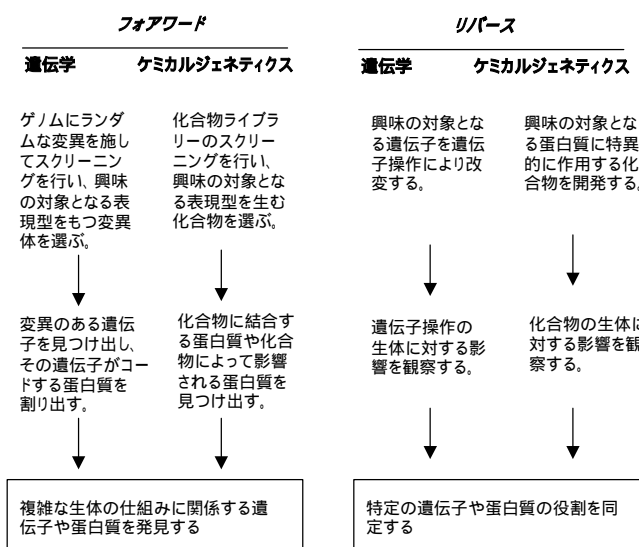 フォアワード
遺伝学
ケミカルジェネティクス
ゲノムにランダ
ムな変異を施し
てスクリーニン
グを行い、興味
の対象となる表
現型をもつ変異
体を選ぶ。
化合物ライブラ
リーのスクリー
ニングを行い、
興味の対象とな
る表現型を生む
化合物を選ぶ。
変異のある遺伝
子を見つけ出し、
その遺伝子がコー
ドする蛋白質を
割り出す。
化合物に結合す
る蛋白質や化合
物によって影響
される蛋白質を
見つけ出す。
複雑な生体の仕組みに関係する遺
伝子や蛋白質を発見する
リバース
遺伝学
ケミカルジェネティクス
興味の対象とな
る遺伝子を遺伝
子操作により改
変する。
興味の対象とな
る蛋白質に特異
的に作用する化
合物を開発する。
遺伝子操作の
生体に対する影
響を観察する。
化合物の生体に
対する影響を観
察する。
特定の遺伝子や蛋白質の役割を同
定する